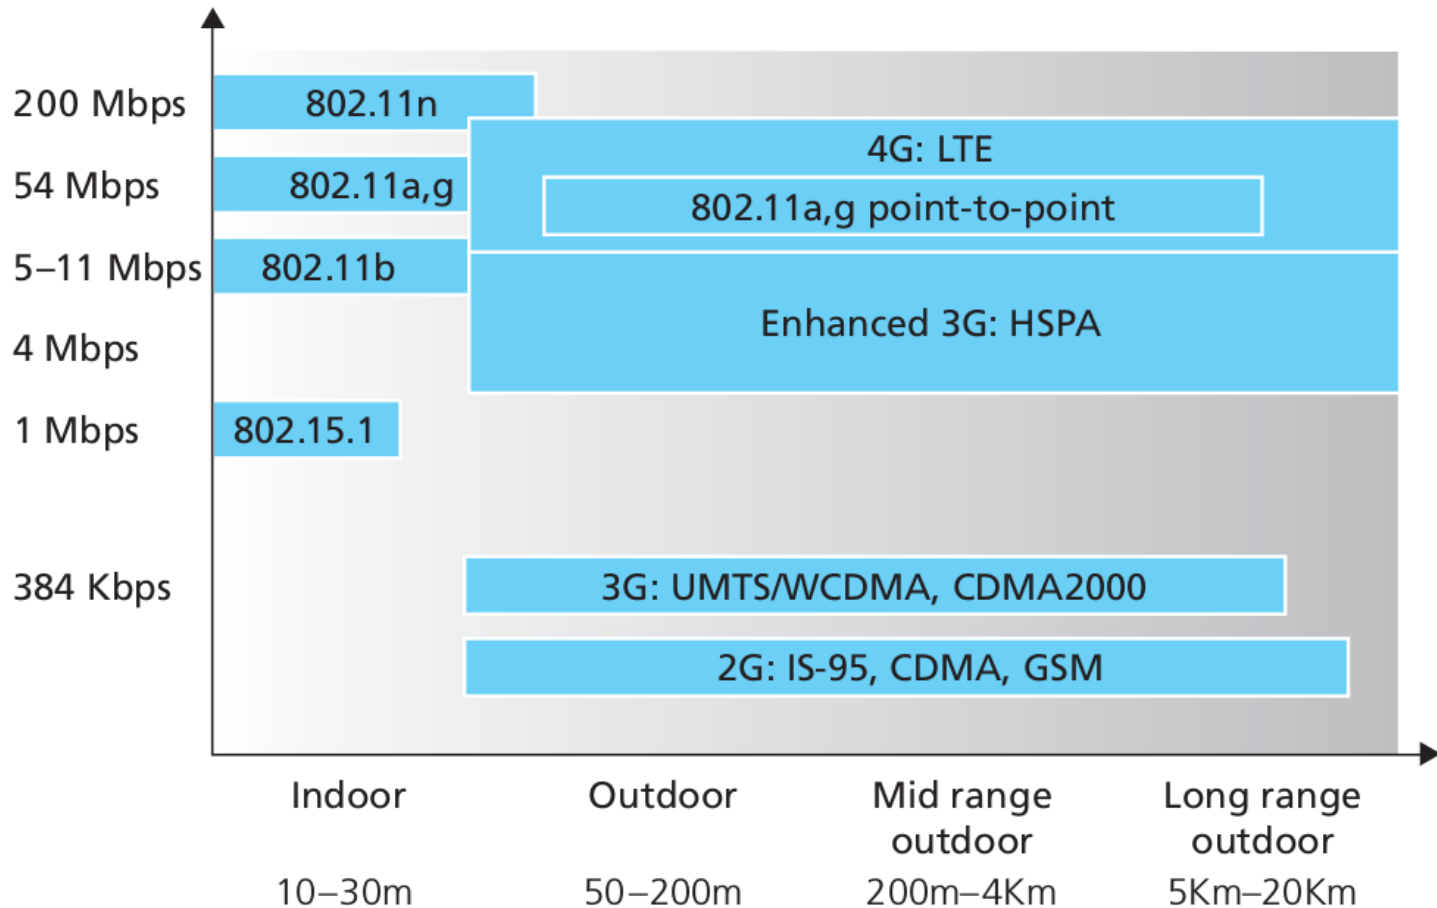 200 Mbps
802.11n
4G: LTE
54 Mbps
802.11a,g
802.11a,g point-to-point
5–11 Mbps
802.11b
Enhanced 3G: HSPA
4 Mbps
1 Mbps
802.15.1
384 Kbps
3G: UMTS/WCDMA, CDMA2000
2G: IS-95, CDMA, GSM
Indoor
Outdoor
Mid range
outdoor
Long range
outdoor
10–30m
50–200m
200m–4Km
5Km–20Km